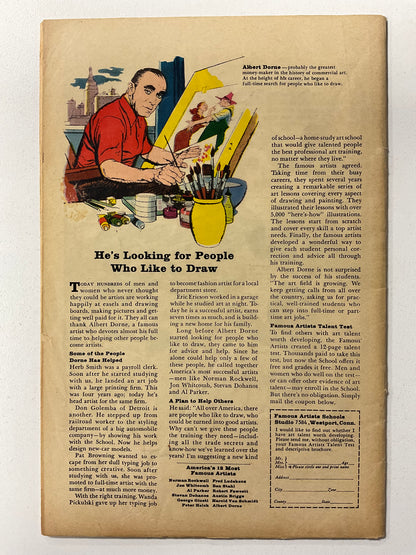 Albert Dorne—probably the greatest
money-maker in the history of commercial art.
At the height of his career, he began a
full-time search for people who like to draw.
He's Looking for People
Who Like to Draw
TODAY HUNDREDS of men and
women who never thought
they could be artists are working
happily at easels and drawing
boards, making pictures and get-
ting well paid for it. They all can
thank Albert Dorne, a famous
artist who devotes almost his full
time to helping other people be-
come artists.
Some of the People
Dorne Has Helped
Herb Smith was a payroll clerk.
Soon after he started studying
with us, he landed an art job
with a large printing firm. This
was four years ago; today he's
head artist for the same firm.
Don Golemba of Detroit is
another. He stepped up from
railroad worker to the styling
department of a big automobile
company—by showing his work
with the School. Now he helps
design new-car models.
Pat Browning wanted to es-
cape from her dull typing job to
something creative. Soon after
studying with us, she was pro-
moted to full-time artist with the
same firm—at much more money.
With the right training, Wanda
Pickulski gave up her typing job
to become fashion artist for a local
department store.
Eric Ericson worked in a garage
while he studied art at night. To-
day he is a successful artist, earns
seven times as much, and is build-
ing a new home for his family.
Long before Albert Dorne
started looking for people who
like to draw, they came to him
for advice and help. Since he
alone could help only a few of
these people, he called together
America's most successful artists
—men like Norman Rockwell,
Jon Whitcomb, Stevan Dohanos
and Al Parker.
A Plan to Help Others
He said: "All over America, there
are people who like to draw, who
could be turned into good artists.
Why can't we give these people
the training they need—includ-
ing all the trade secrets and
know-how we've learned over the
years? I'm suggesting a new kind
America's 12 Most
Famous Artists
Norman Rockwell
Jon Whitcomb
Al Parker
Stevan Dohanos
George Giusti
Peter Helck
Fred Ludekens
Ben Stahl
Robert Fawcett
Austin Briggs
Harold Von Schmidt
Albert Dorne
of school—a home-study art school
that would give talented people
the best professional art training,
no matter where they live."
The famous artists agreed.
Taking time from their busy
careers, they spent several years
creating a remarkable series of
art lessons covering every aspect
of drawing and painting. They
illustrated their lessons with over
5,000 "here's-how" illustrations.
The lessons start from scratch
and cover every skill a top artist
needs. Finally, the famous artists
developed a wonderful way to
give each student personal cor-
rection and advice all through
his training.
Albert Dorne is not surprised
by the success of his students.
"The art field is growing. We
keep getting calls from all over
the country, asking us for prac-
tical, well-trained students who
can step into full-time or part-
time art jobs."
Famous Artists Talent Test
To find others with art talent
worth developing, the Famous
Artists created a 12-page talent
test. Thousands paid to take this
test, but now the School offers it
free and grades it free. Men and
women who do well on the test—
or can offer other evidence of art
talent—may enroll in the School.
But there's no obligation. Simply
mail the coupon below.
Famous Artists Schools
Studio 7586, Westport, Conn.
I would like to find out whether I
have art talent worth developing.
Please send me, without obligation,
your Famous Artists Talent Test
and descriptive brochure.
Mr.
Mrs. Age
Miss Please circle one and print name
Address
City Zone
County State